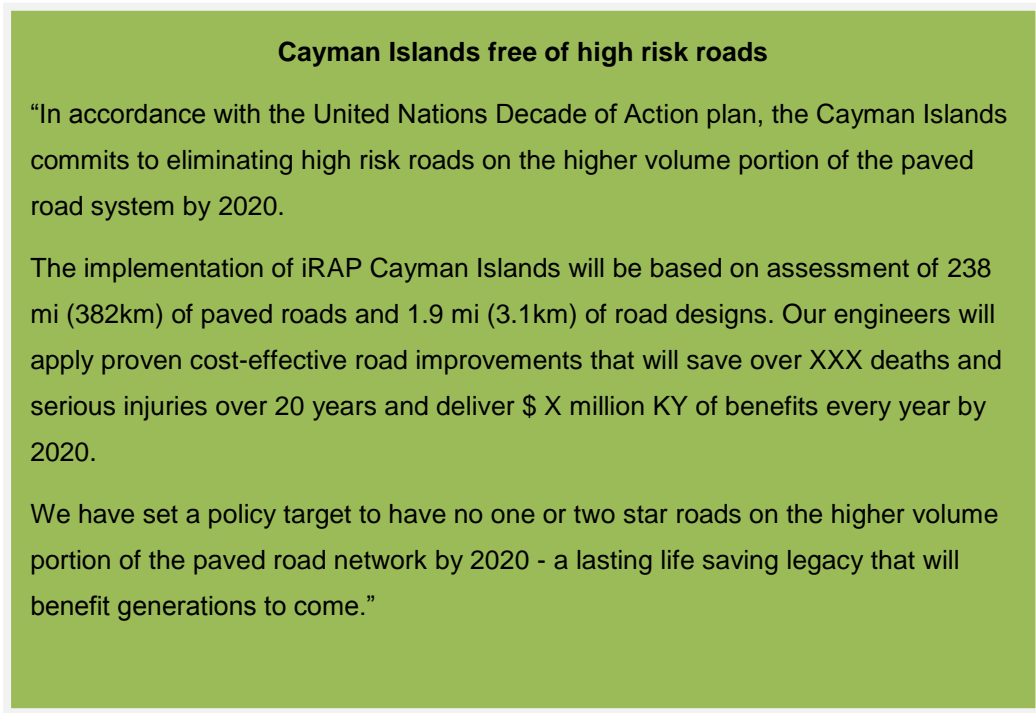 Cayman Islands free of high risk roads
“In accordance with the United Nations Decade of Action plan, the Cayman Islands
commits to eliminating high risk roads on the higher volume portion of the paved
road system by 2020.
The implementation of iRAP Cayman Islands will be based on assessment of 238
mi (382km) of paved roads and 1.9 mi (3.1km) of road designs. Our engineers will
apply proven cost-effective road improvements that will save over XXX deaths and
serious injuries over 20 years and deliver $ X million KY of benefits every year by
2020.
We have set a policy target to have no one or two star roads on the higher volume
portion of the paved road network by 2020 - a lasting life saving legacy that will
benefit generations to come.”